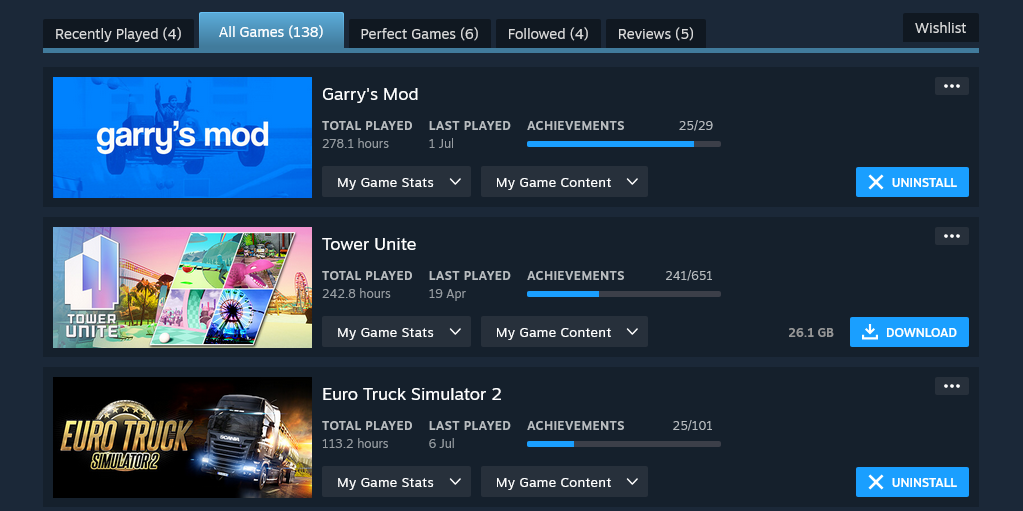 Recently Played (4) All Games (138) Perfect Games (6) Followed (4) Reviews (5) Wishlist
garry's mod
Garry's Mod
TOTAL PLAYED LAST PLAYED ACHIEVEMENTS 25/29
278.1 hours 1 Jul
My Game Stats My Game Content UNINSTALL
TOWER
UNITE
Tower Unite
TOTAL PLAYED LAST PLAYED ACHIEVEMENTS 241/651
242.8 hours 19 Apr
My Game Stats My Game Content 26.1 GB DOWNLOAD
EURO TRUCK
SIMULATOR 2
SCANIA
Euro Truck Simulator 2
TOTAL PLAYED LAST PLAYED ACHIEVEMENTS 25/101
113.2 hours 6 Jul
My Game Stats My Game Content UNINSTALL